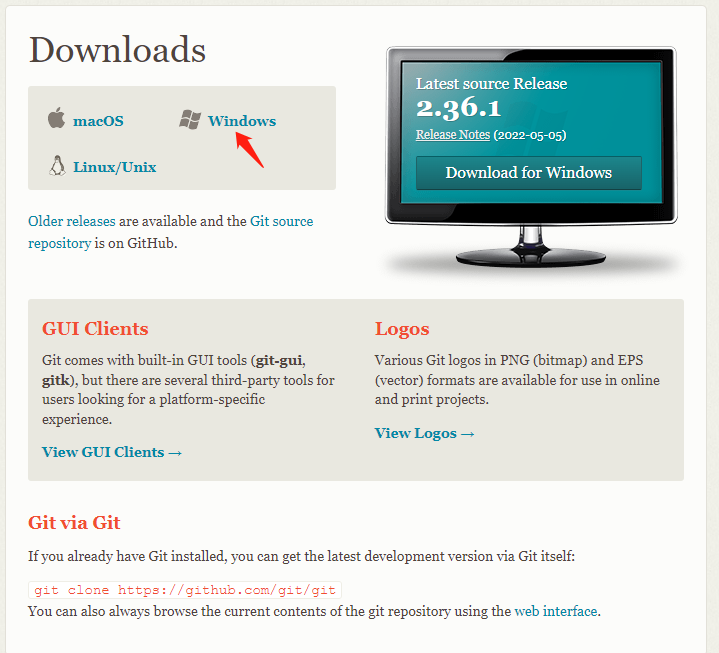 Downloads
macOS
Windows
Linux/Unix
Older releases are available and the Git source
repository is on GitHub.
Latest source Release
2.36.1
Release Notes (2022-05-05)
Download for Windows
GUI Clients
Git comes with built-in GUI tools (git-gui,
gitk), but there are several third-party tools for
users looking for a platform-specific
experience.
View GUI Clients →
Logos
Various Git logos in PNG (bitmap) and EPS
(vector) formats are available for use in online
and print projects.
View Logos →
Git via Git
If you already have Git installed, you can get the latest development version via Git itself:
git clone https://github.com/git/git
You can also always browse the current contents of the git repository using the web interface.